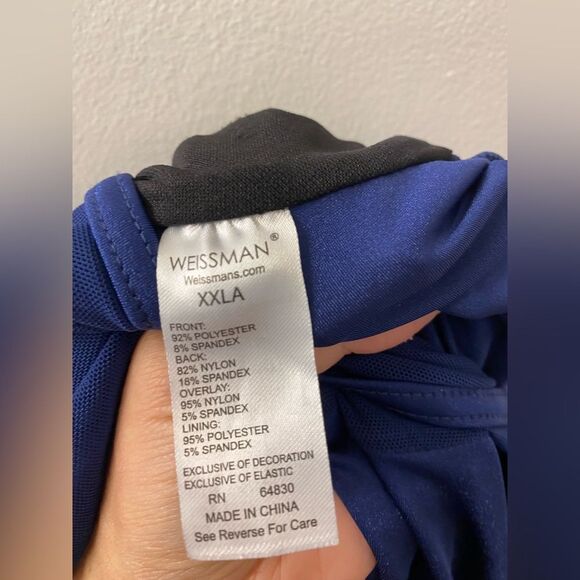 WEISSMAN®
Weissmans.com
XXLA
FRONT:
92% POLYESTER
8% SPANDEX
BACK:
82% NYLON
18% SPANDEX
OVERLAY:
95% NYLON
5% SPANDEX
LINING:
95% POLYESTER
5% SPANDEX
EXCLUSIVE OF DECORATION
EXCLUSIVE OF ELASTIC
RN 64830
MADE IN CHINA
See Reverse For Care